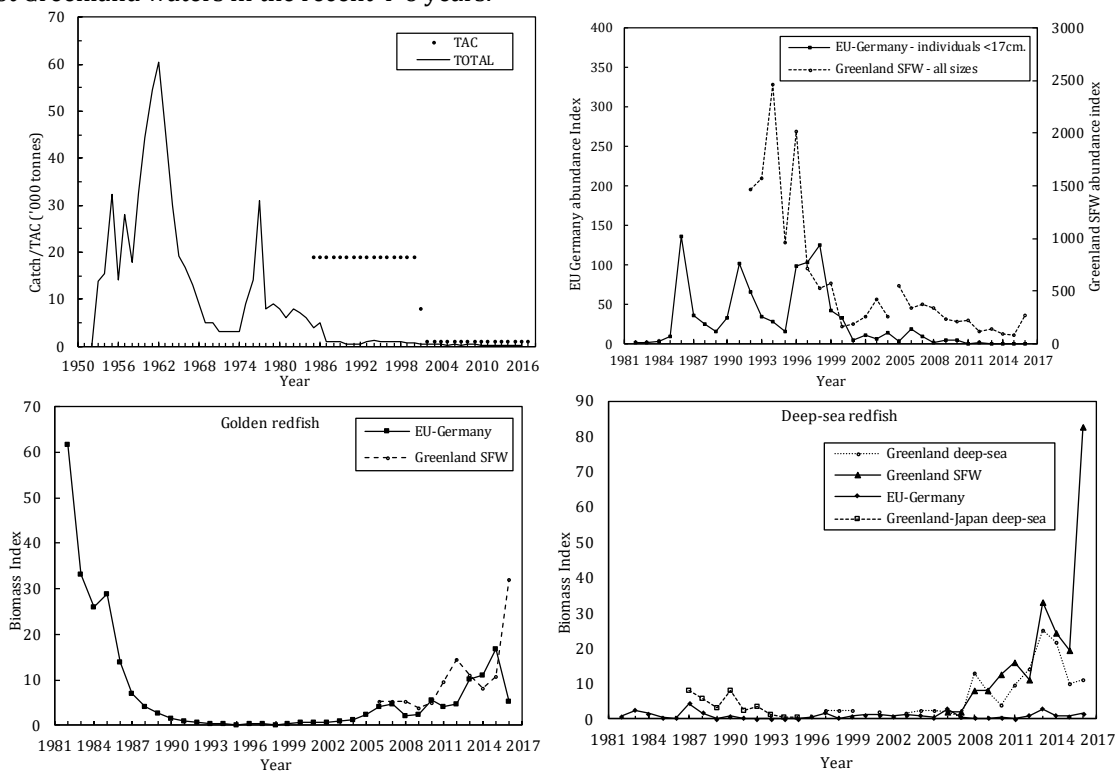 st Greenland waters in the recent years.
70
60
50
40
30
20
10
0
Catch/TAC ('000 tonnes)
TAC
TOTAL
1950 1956 1962 1968 1974 1980 1986 1992 1998 2004 2010 2016
Year
400
350
300
250
200
150
100
50
0
EU Germany abundance Index
EU-Germany - individuals <17cm.
Greenland SFW - all sizes
3000
2500
2000
1500
1000
500
0
Greenland SFW abundance index
1981 1984 1987 1990 1993 1996 1999 2002 2005 2008 2011 2014 2017
Year
70
60
50
40
30
20
10
0
Biomass Index
Golden redfish
EU-Germany
Greenland SFW
1981 1984 1987 1990 1993 1996 1999 2002 2005 2008 2011 2014 2017
Year
90
80
70
60
50
40
30
20
10
0
Biomass Index
Deep-sea redfish
Greenland deep-sea
Greenland SFW
EU-Germany
Greenland-Japan deep-sea
1981 1984 1987 1990 1993 1996 1999 2002 2005 2008 2011 2014 2017
Year